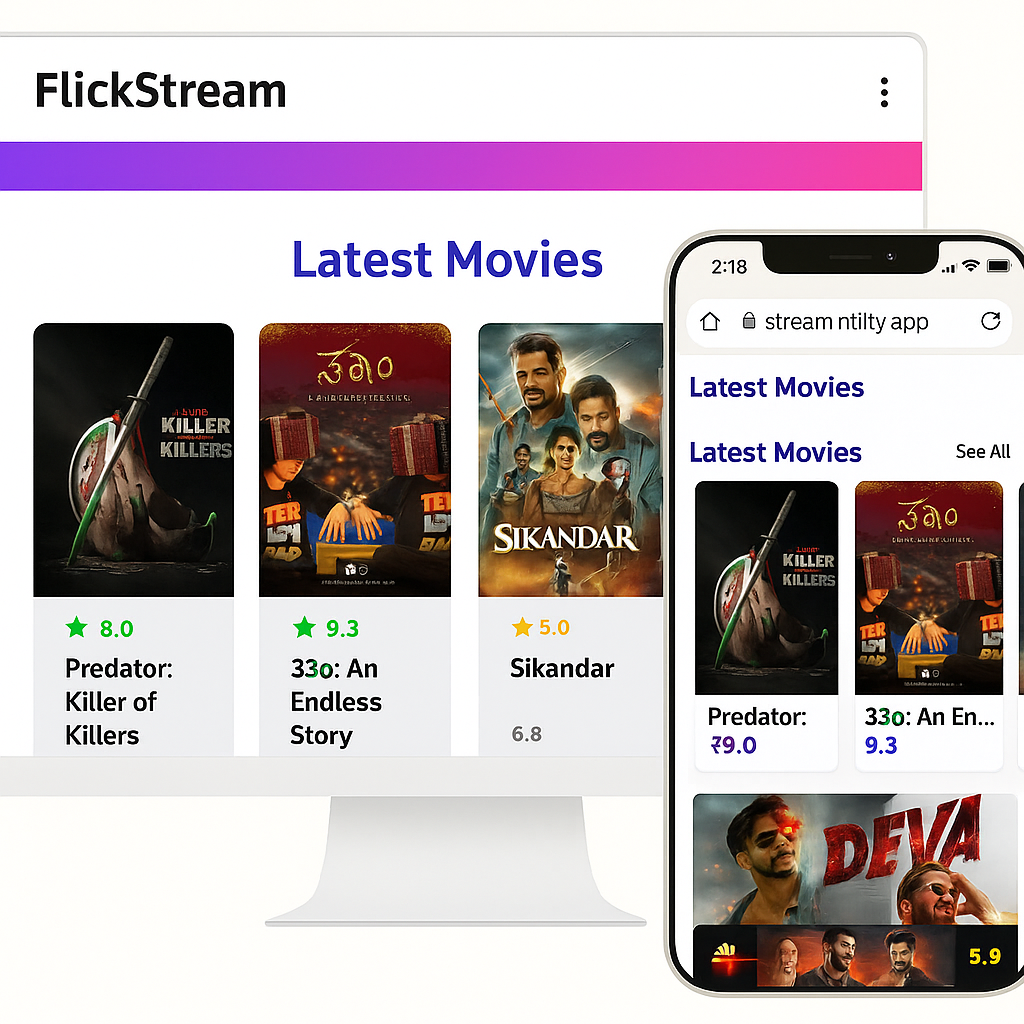 FlickStream
Latest Movies
KILLER
KILLERS
SIKANDAR
8.0
Predator:
Killer of
Killers
9.3
33o: An
Endless
Story
5.0
Sikandar
6.8
2:18
stream ntilty app
Latest Movies
Latest Movies
See All
KILLER
KILLERS
Predator:
₹9.0
33o: An En...
9.3
DEVA
5.9